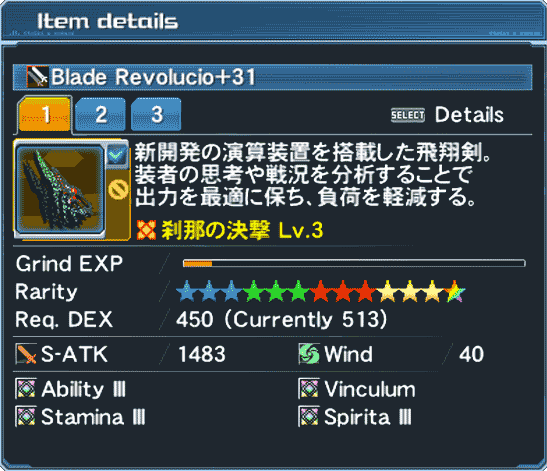 Item details
Blade Revolucio+31
1 2 3 SELECT Details
新開発の演算装置を搭載した飛翔剣。
装者の思考や戦況を分析することで
出力を最適に保ち、負荷を軽減する。
刹那の決撃 Lv.3
Grind EXP
Rarity
Req. DEX 450 (Currently 513)
S-ATK 1483 Wind 40
Ability Ⅲ Vinculum
Stamina Ⅲ Spirita Ⅲ